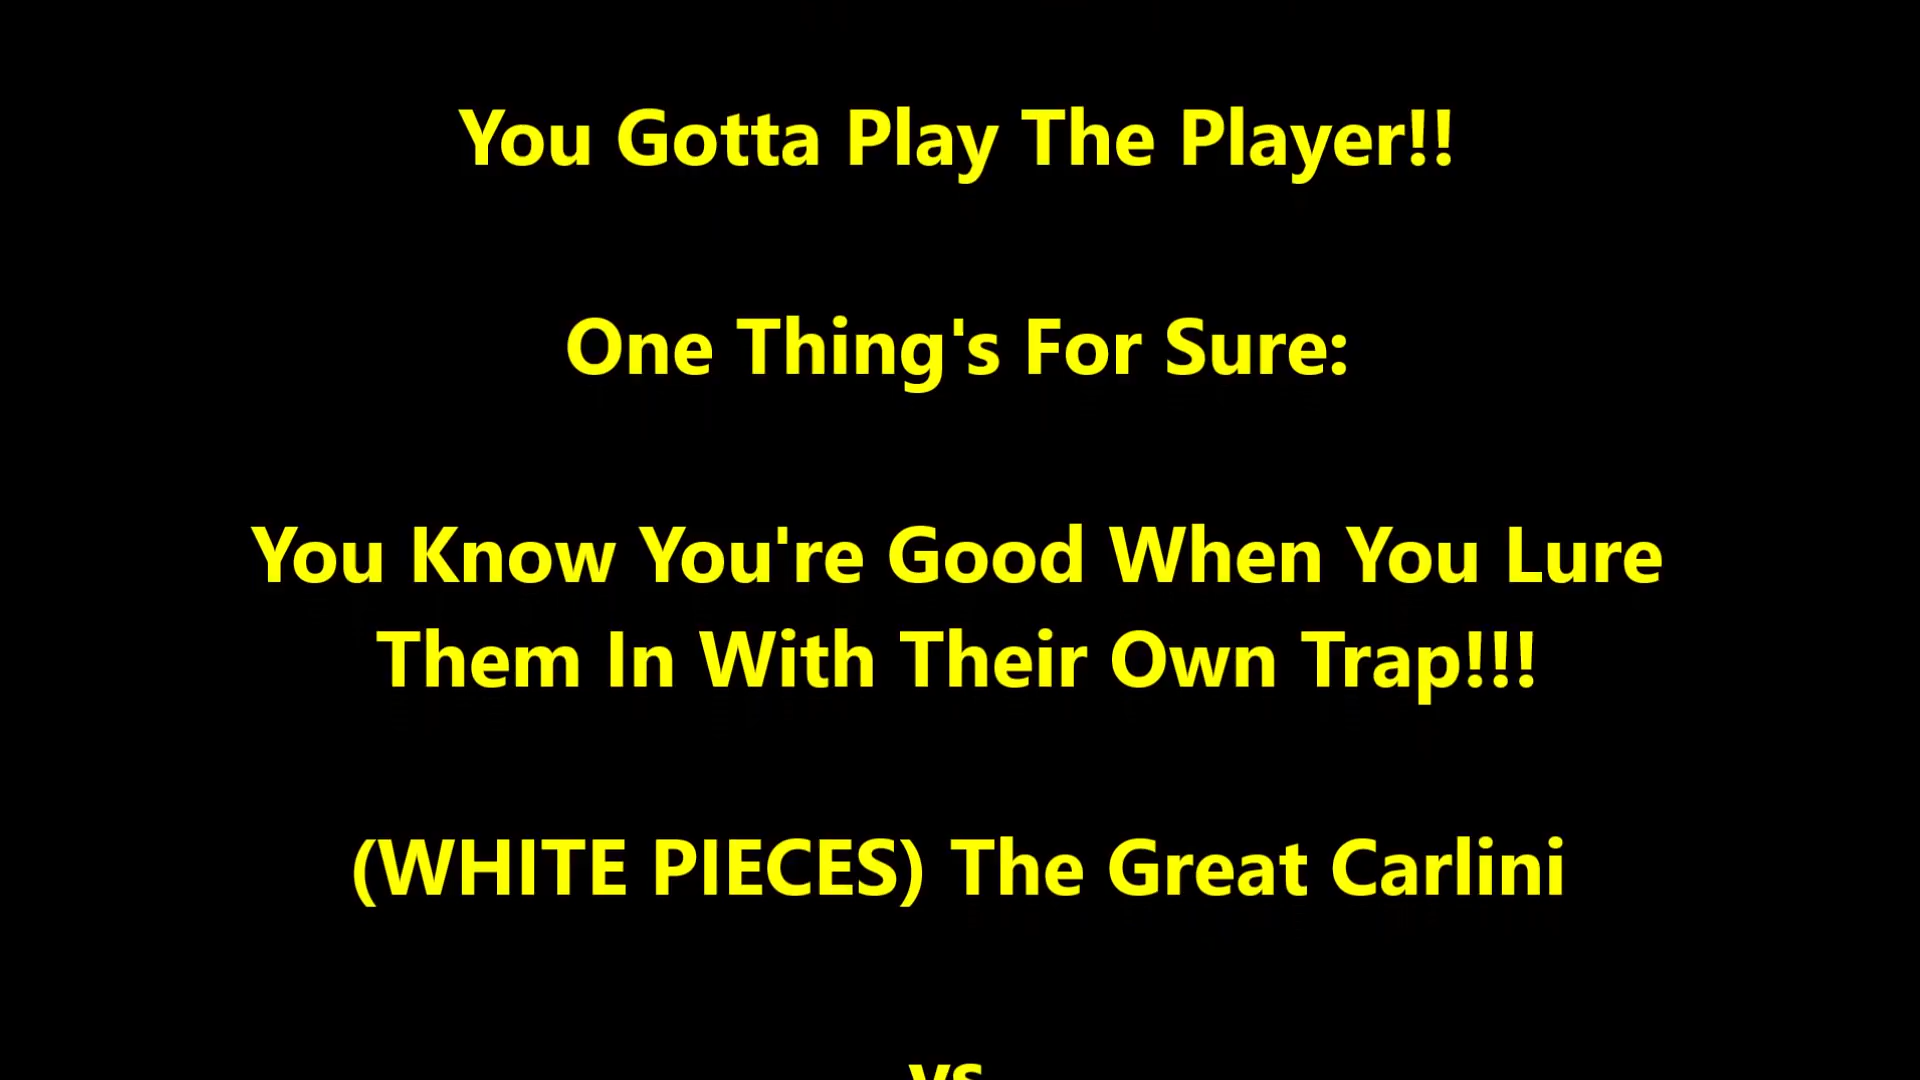 You Gotta Play The Player!!
One Thing's For Sure:
You Know You're Good When You Lure
Them In With Their Own Trap!!!
(WHITE PIECES) The Great Carlini
vs